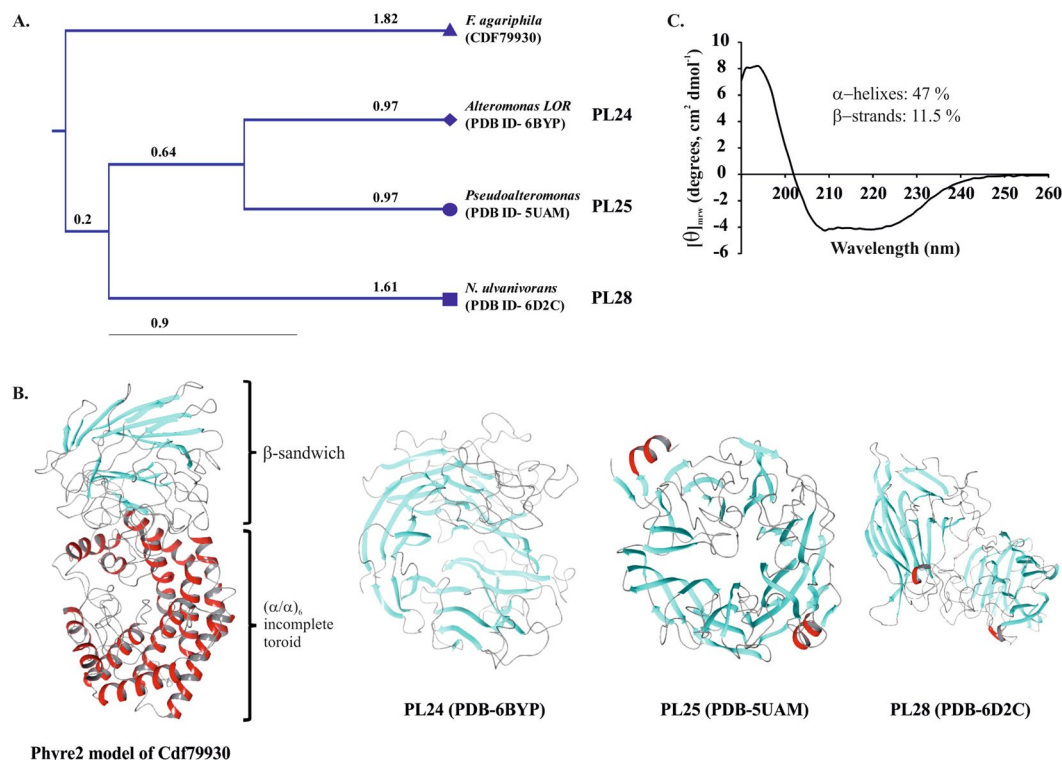 A.
1.82
F. agariphila
(CDF79930)
0.97
Alteromonas LOR
(PDB ID- 6BYP)
PL24
0.64
0.97
Pseudoalteromonas
(PDB ID- 5UAM)
PL25
0.2
1.61
N. ulvanivorans
(PDB ID- 6D2C)
PL28
0.9
C.
[θ]mrw (degrees, cm² dmol⁻¹)
10
8
6
4
2
0
-2
-4
-6
200 210 220 230 240 250 260
Wavelength (nm)
α–helixes: 47 %
β–strands: 11.5 %
B.
β-sandwich
(α/α)₆
incomplete
toroid
Phyre2 model of Cdf79930
PL24 (PDB-6BYP)
PL25 (PDB-5UAM)
PL28 (PDB-6D2C)